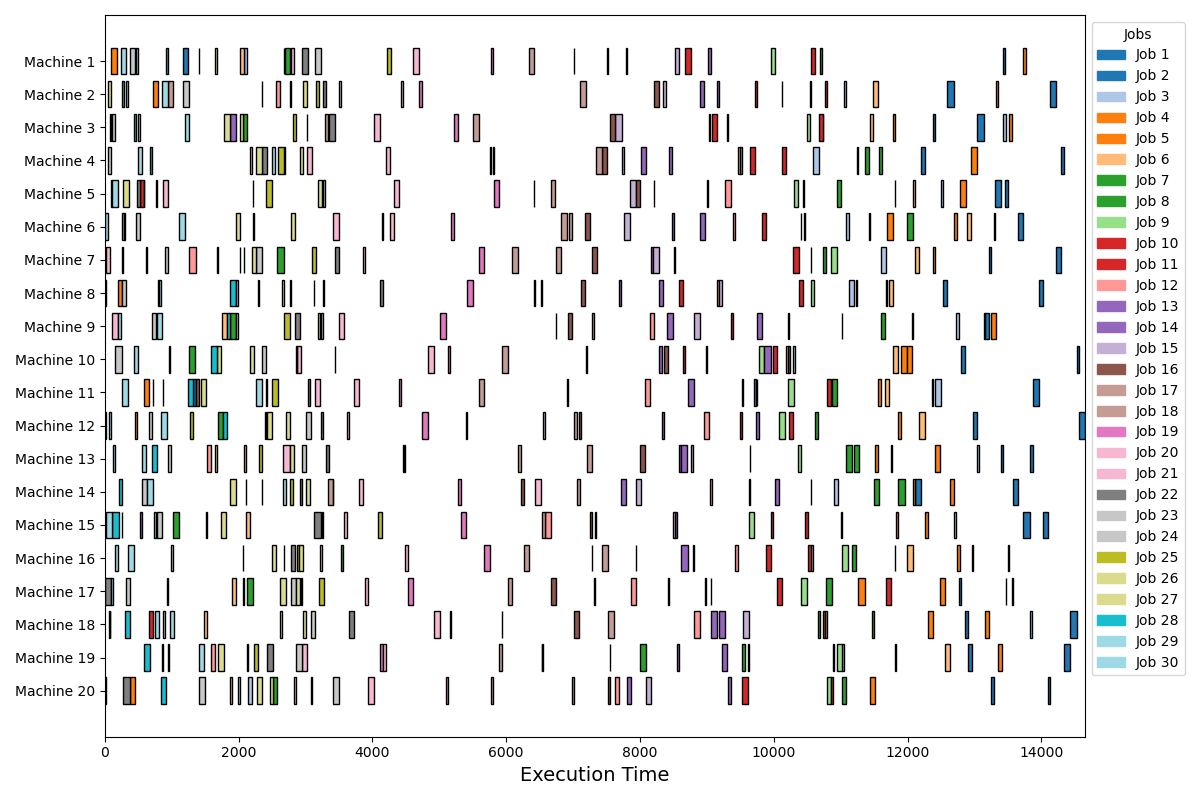 Machine 1
Machine 2
Machine 3
Machine 4
Machine 5
Machine 6
Machine 7
Machine 8
Machine 9
Machine 10
Machine 11
Machine 12
Machine 13
Machine 14
Machine 15
Machine 16
Machine 17
Machine 18
Machine 19
Machine 20
0 2000 4000 6000 8000 10000 12000 14000
Execution Time
Jobs
Job 1
Job 2
Job 3
Job 4
Job 5
Job 6
Job 7
Job 8
Job 9
Job 10
Job 11
Job 12
Job 13
Job 14
Job 15
Job 16
Job 17
Job 18
Job 19
Job 20
Job 21
Job 22
Job 23
Job 24
Job 25
Job 26
Job 27
Job 28
Job 29
Job 30